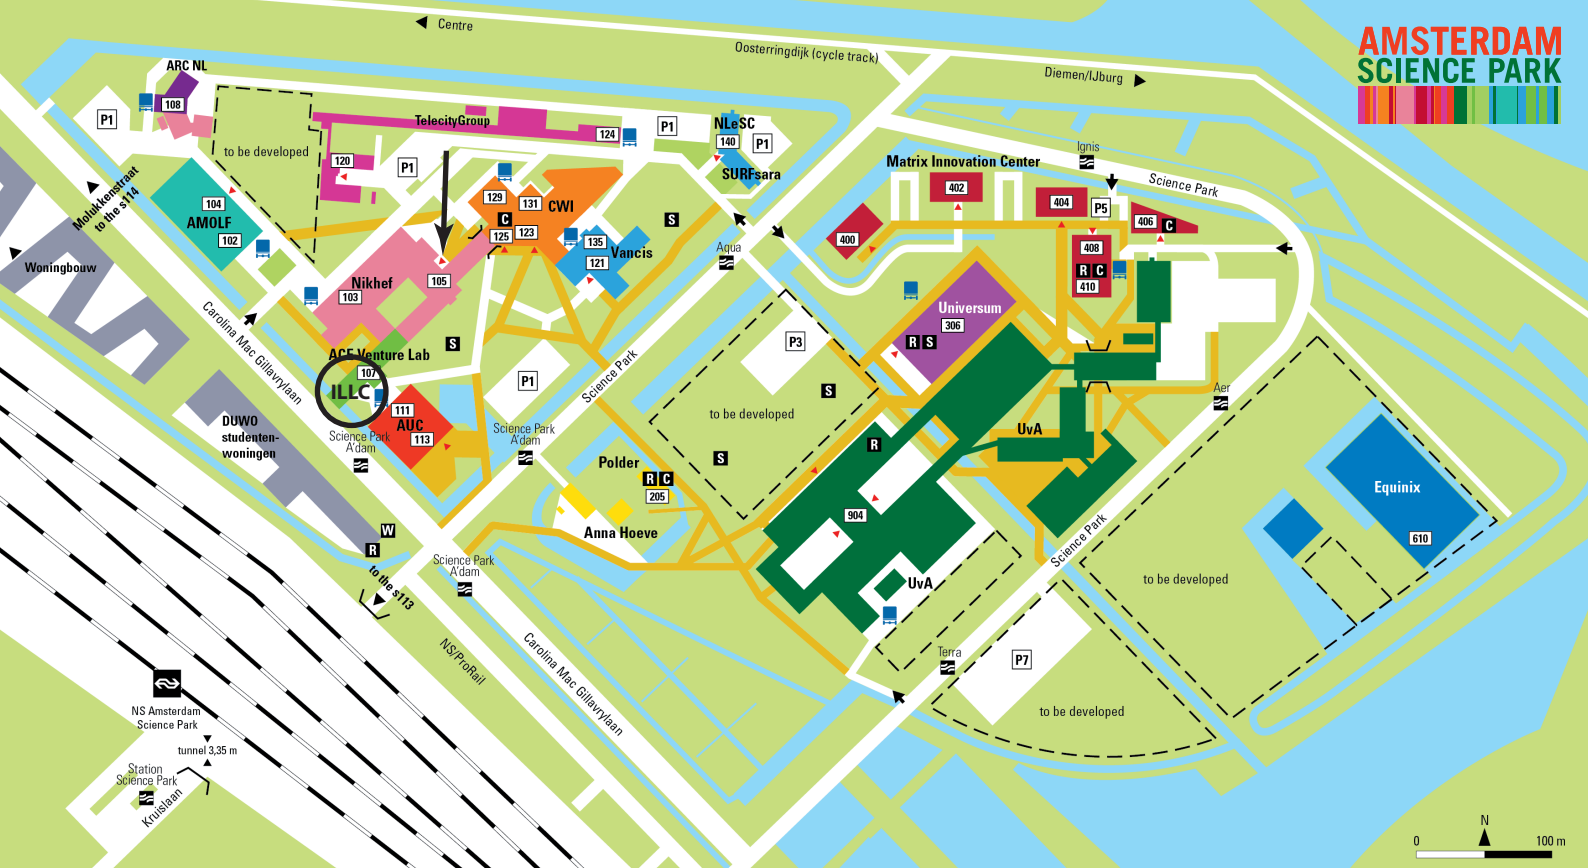 Centre
Oosterringdijk (cycle track)
Diemen/IJburg
AMSTERDAM
SCIENCE PARK
ARC NL
108
P1
to be developed
TelecityGroup
124
P1
NLeSC
140
P1
SURFsara
120
P1
Molukkenstraat
to the s114
Woningbouw
104
AMOLF
102
129
131
CWI
C
125
123
135
121
Vancis
S
Aqua
Matrix Innovation Center
402
400
404
Ignis
P5
Science Park
406
C
408
R C
410
Nikhef
103
105
Carolina Mac Gillavrylaan
ACE Venture Lab
107
ILLC
S
P1
111
AUC
113
Science Park
A'dam
Science Park
A'dam
Science Park
DUWO
studenten-
woningen
P3
S
to be developed
S
Universum
306
R S
Aer
UvA
R
904
UvA
Polder
R C
205
Anna Hoeve
W
R
to the s113
Science Park
A'dam
Science Park
Equinix
610
to be developed
Terra
P7
to be developed
NS/ProRail
Carolina Mac Gillavrylaan
NS Amsterdam
Science Park
tunnel 3,35 m
Station
Science Park
Kruislaan
N
0
100 m